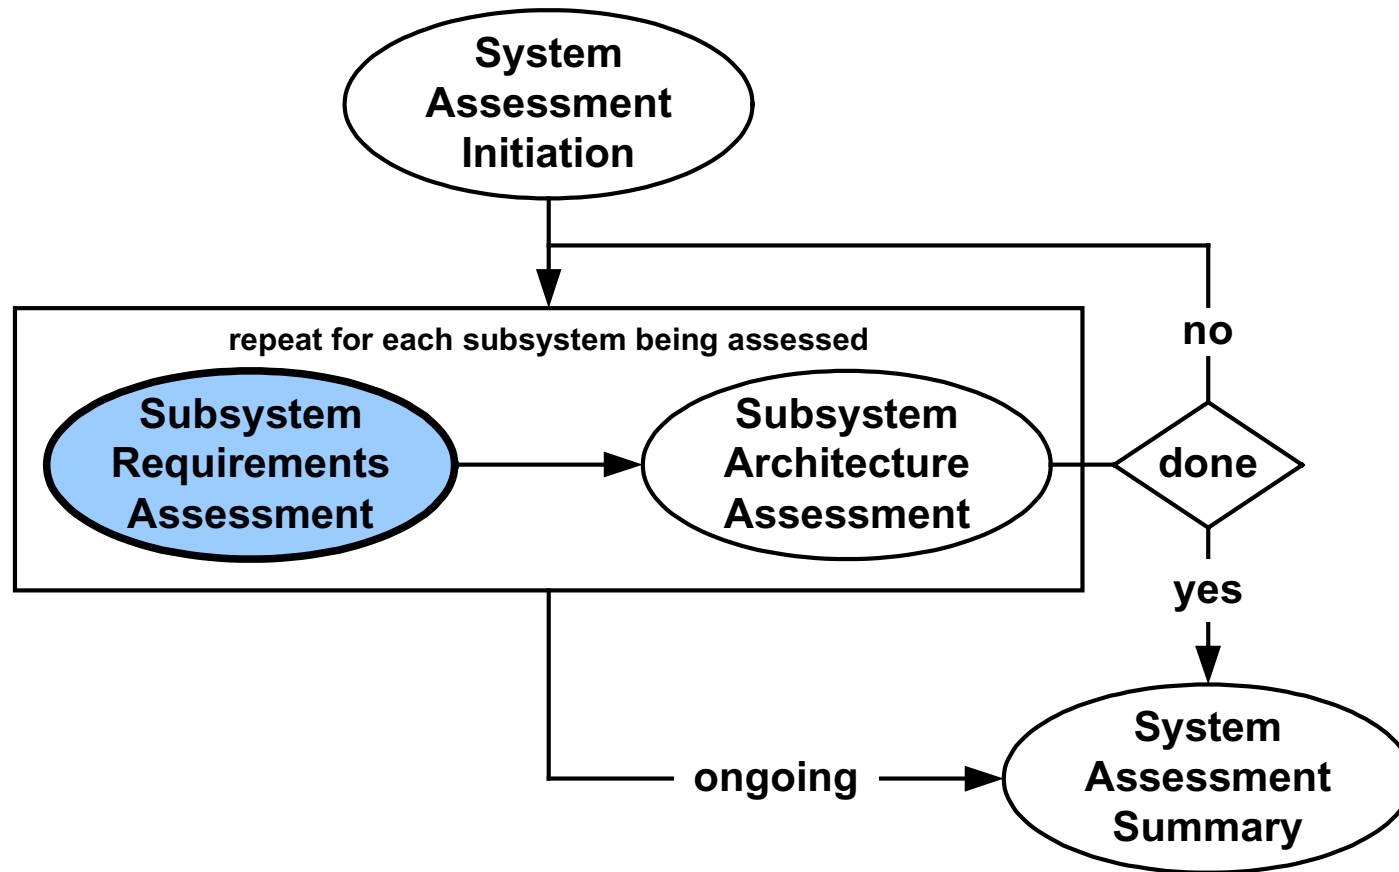 System
Assessment
Initiation
repeat for each subsystem being assessed
no
Subsystem
Requirements
Assessment
Subsystem
Architecture
Assessment
done
yes
ongoing
System
Assessment
Summary